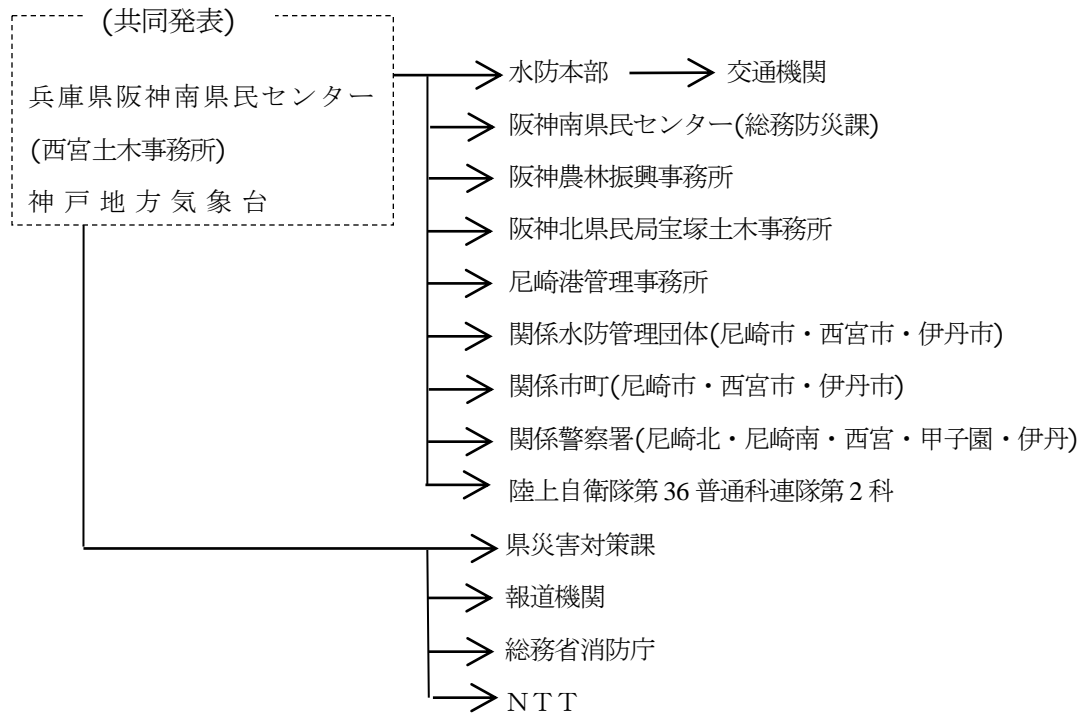 (共同発表)
兵庫県阪神南県民センター
(西宮土木事務所)
神戸地方気象台
水防本部 交通機関
阪神南県民センター(総務防災課)
阪神農林振興事務所
阪神北県民局宝塚土木事務所
尼崎港管理事務所
関係水防管理団体(尼崎市・西宮市・伊丹市)
関係市町(尼崎市・西宮市・伊丹市)
関係警察署(尼崎北・尼崎南・西宮・甲子園・伊丹)
陸上自衛隊第36普通科連隊第2科
県災害対策課
報道機関
総務省消防庁
NTT